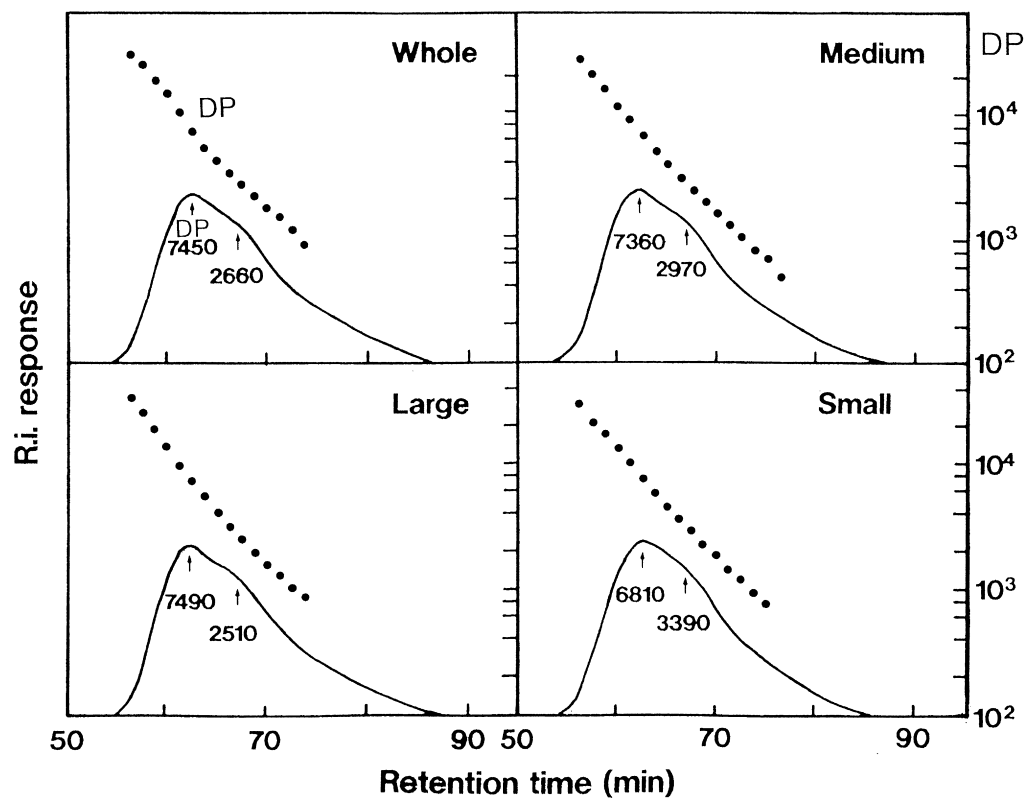 Whole
DP
DP
7450
2660
Medium
DP
10⁴
7360
2970
10³
10²
Large
7490
2510
Small
10⁴
6810
3390
10³
10²
R.i. response
50 70 90 50 70 90
Retention time (min)